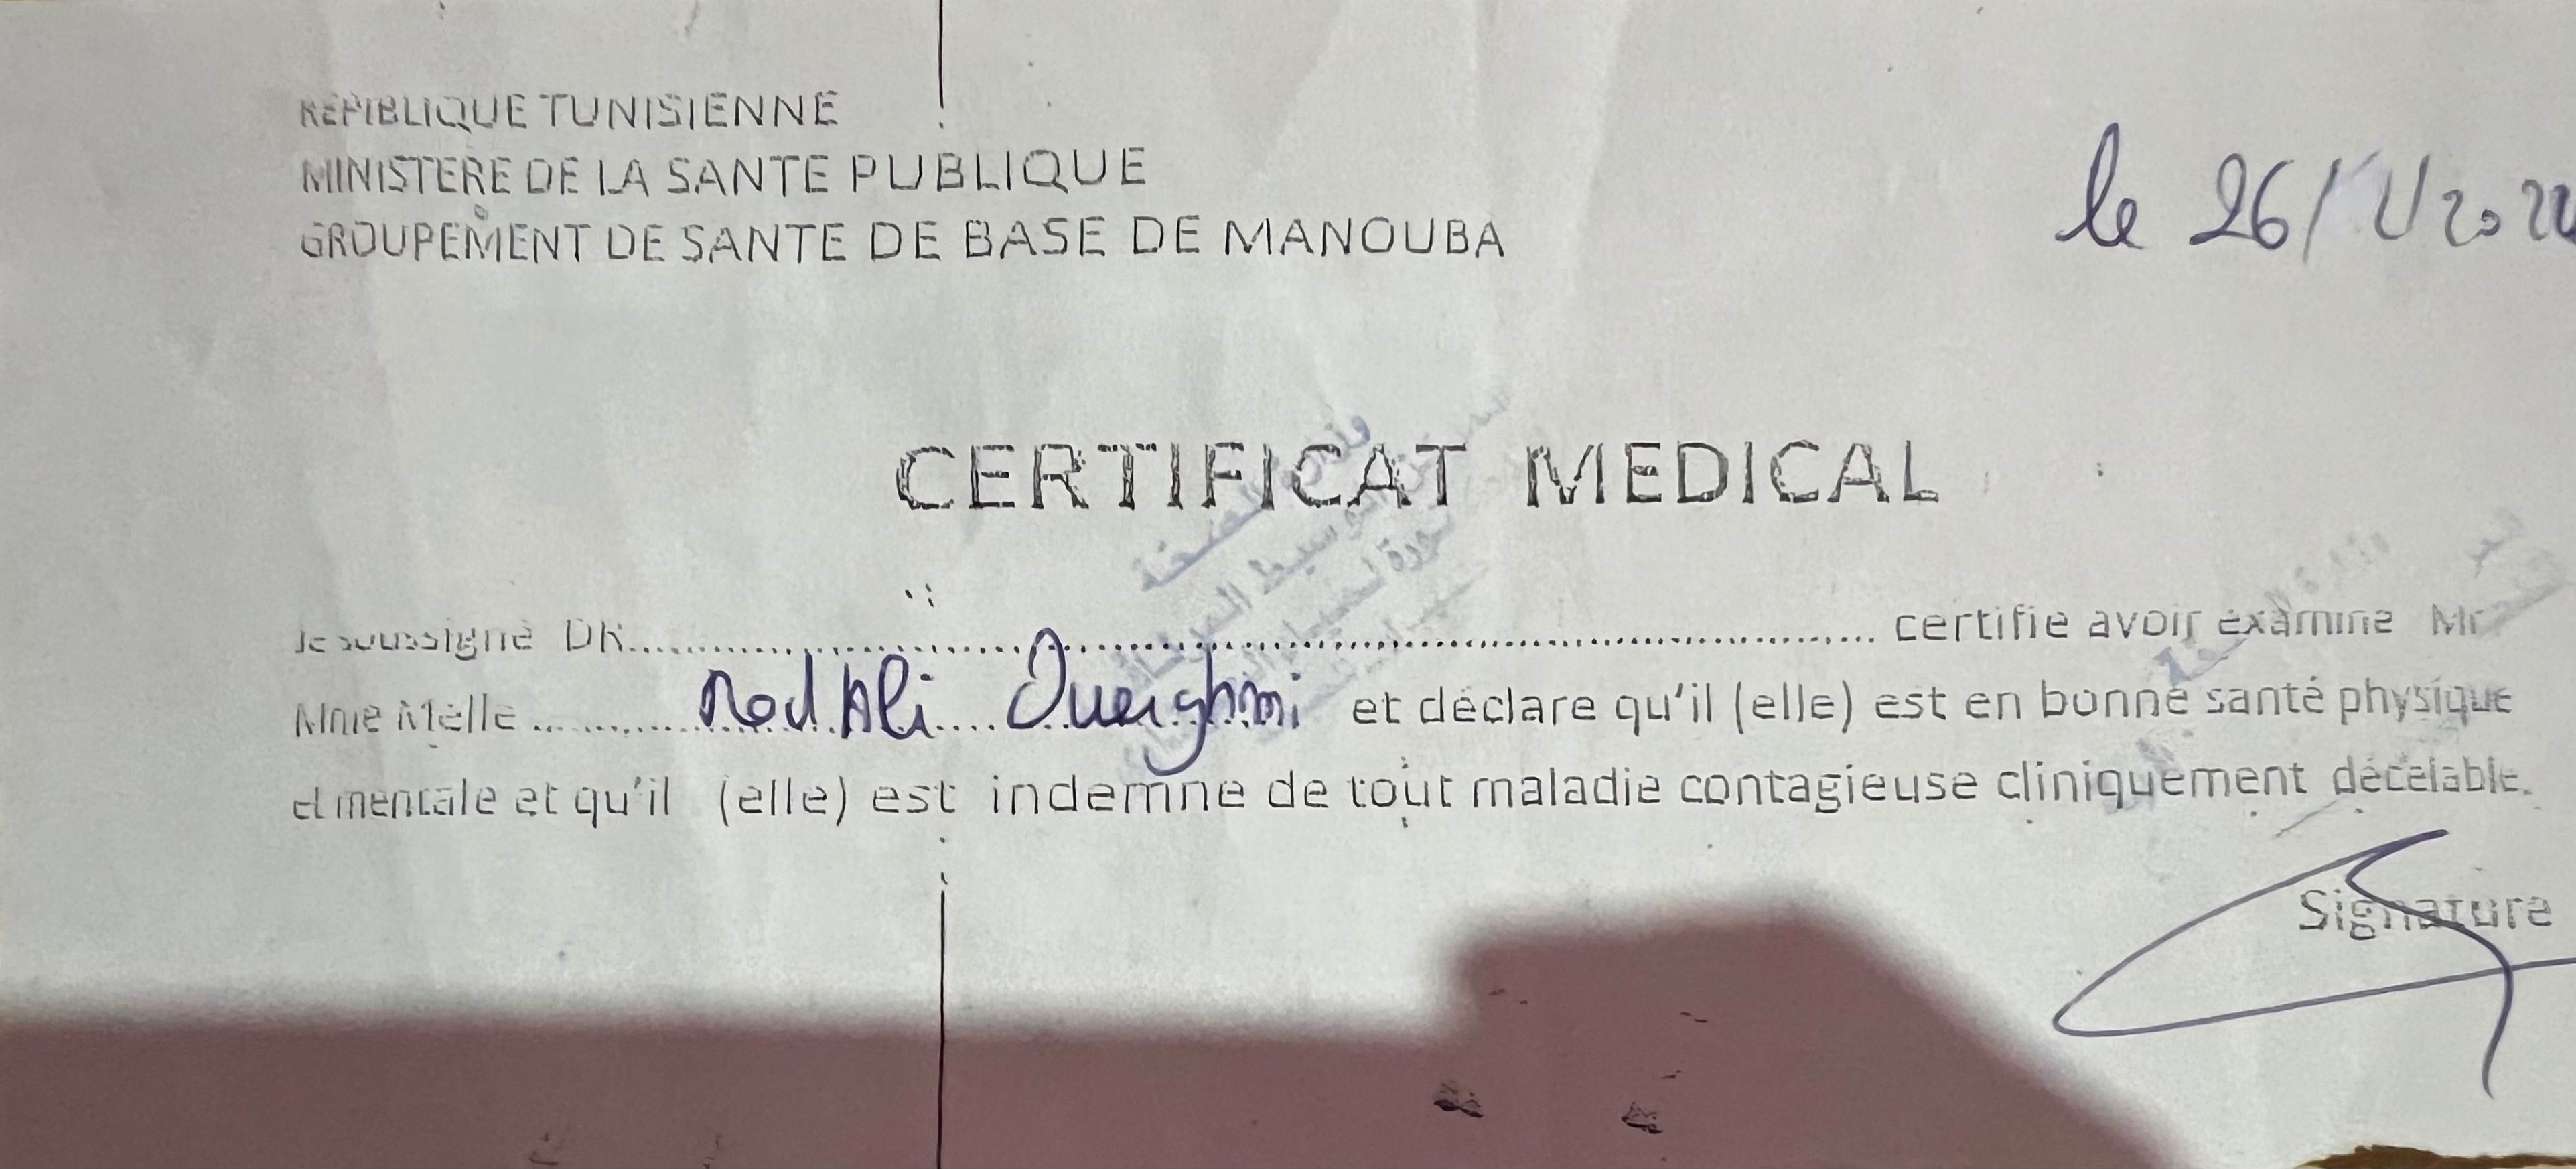 REPIBLIQUE TUNISIENNE
MINISTERE DE LA SANTE PUBLIQUE
GROUPEMENT DE SANTE DE BASE DE MANOUBA
le 26/
CERTIFICAT MEDICAL
Je soussigné DR.......................................................... certifie avoir examiné Mr
Mme Melle .......... Med Ali .... Oueighmi et déclare qu'il (elle) est en bonne santé physique
et mentale et qu'il (elle) est indemne de tout maladie contagieuse cliniquement décelable.
Signature